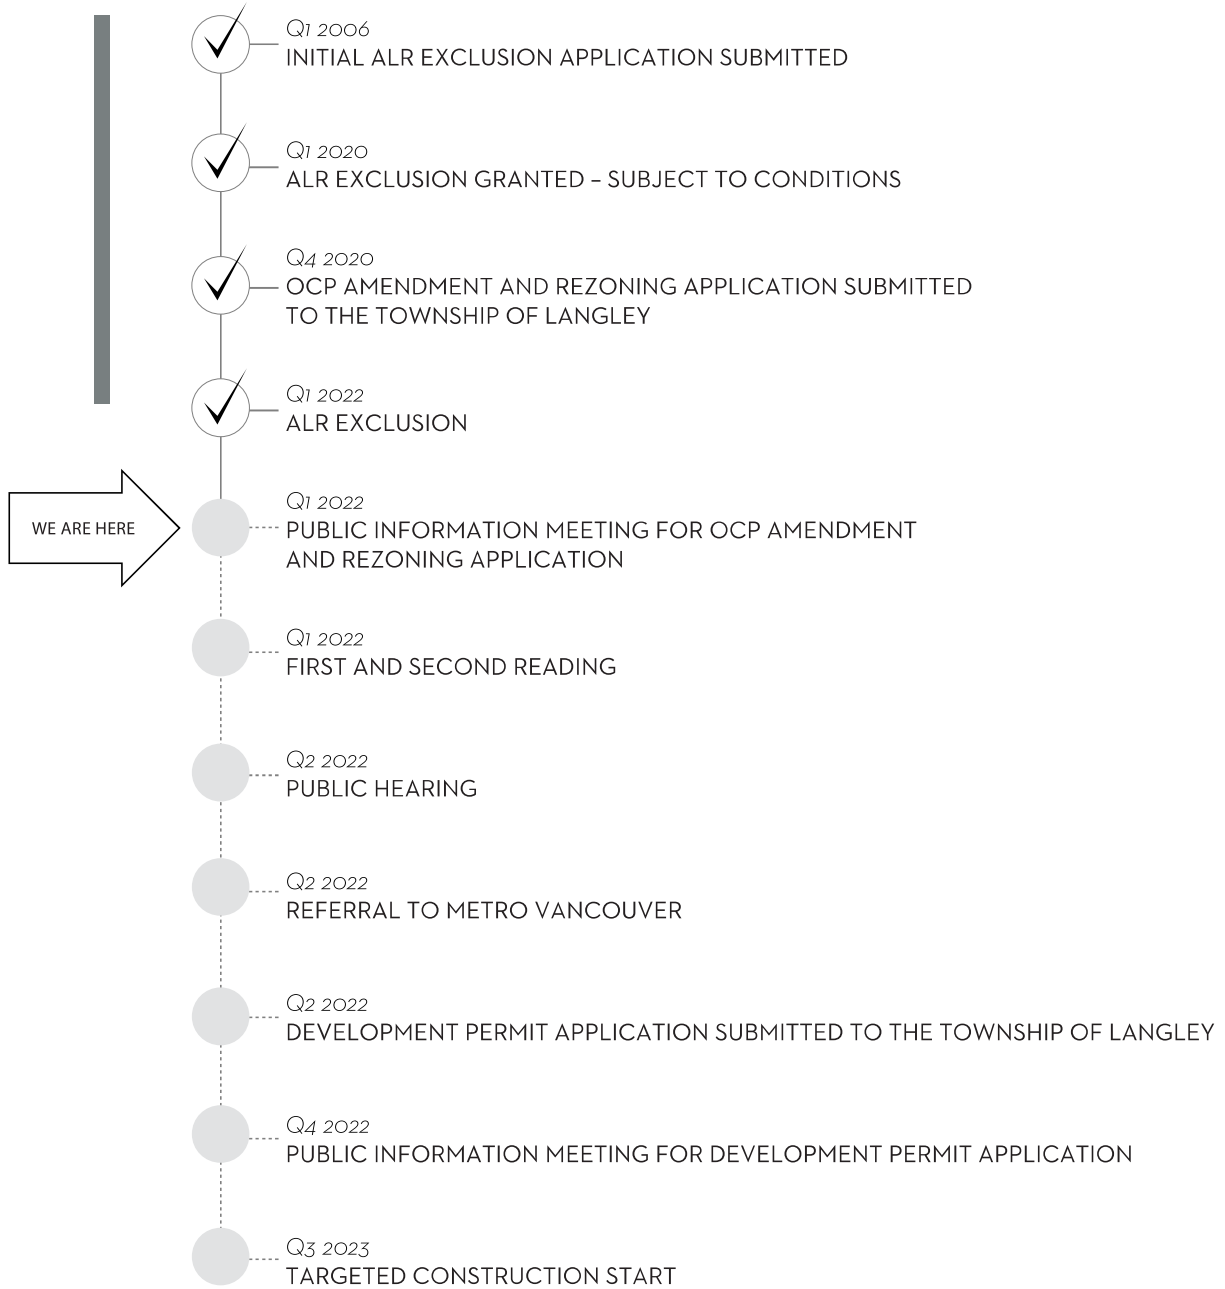 Q1 2006
INITIAL ALR EXCLUSION APPLICATION SUBMITTED
Q1 2020
ALR EXCLUSION GRANTED – SUBJECT TO CONDITIONS
Q4 2020
OCP AMENDMENT AND REZONING APPLICATION SUBMITTED
TO THE TOWNSHIP OF LANGLEY
Q1 2022
ALR EXCLUSION
WE ARE HERE
Q1 2022
PUBLIC INFORMATION MEETING FOR OCP AMENDMENT
AND REZONING APPLICATION
Q1 2022
FIRST AND SECOND READING
Q2 2022
PUBLIC HEARING
Q2 2022
REFERRAL TO METRO VANCOUVER
Q2 2022
DEVELOPMENT PERMIT APPLICATION SUBMITTED TO THE TOWNSHIP OF LANGLEY
Q4 2022
PUBLIC INFORMATION MEETING FOR DEVELOPMENT PERMIT APPLICATION
Q3 2023
TARGETED CONSTRUCTION START